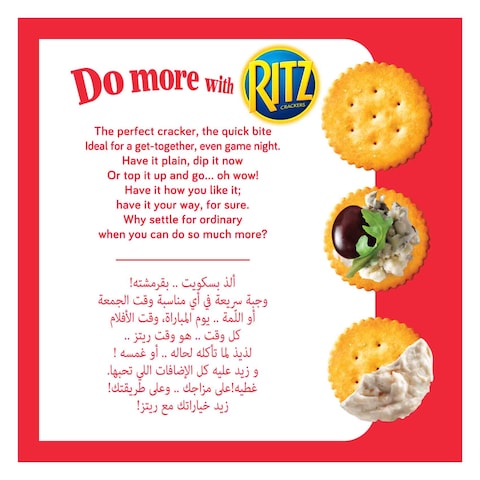 Do more with RITZ
CRACKERS
The perfect cracker, the quick bite
Ideal for a get-together, even game night.
Have it plain, dip it now
Or top it up and go... oh wow!
Have it how you like it;
have it your way, for sure.
Why settle for ordinary
when you can do so much more?
ألذ بسكويت .. بقرمشته!
وجبة سريعة في أي مناسبة وقت الجمعة
أو اللّمة .. يوم المباراة، وقت الأفلام
كل وقت .. هو وقت ريتز ..
لذيذ لما تأكله لحاله .. أو غمسه !
و زيد عليه كل الإضافات اللي تحبها.
غطيه!على مزاجك .. وعلى طريقتك!
زيد خياراتك مع ريتز!